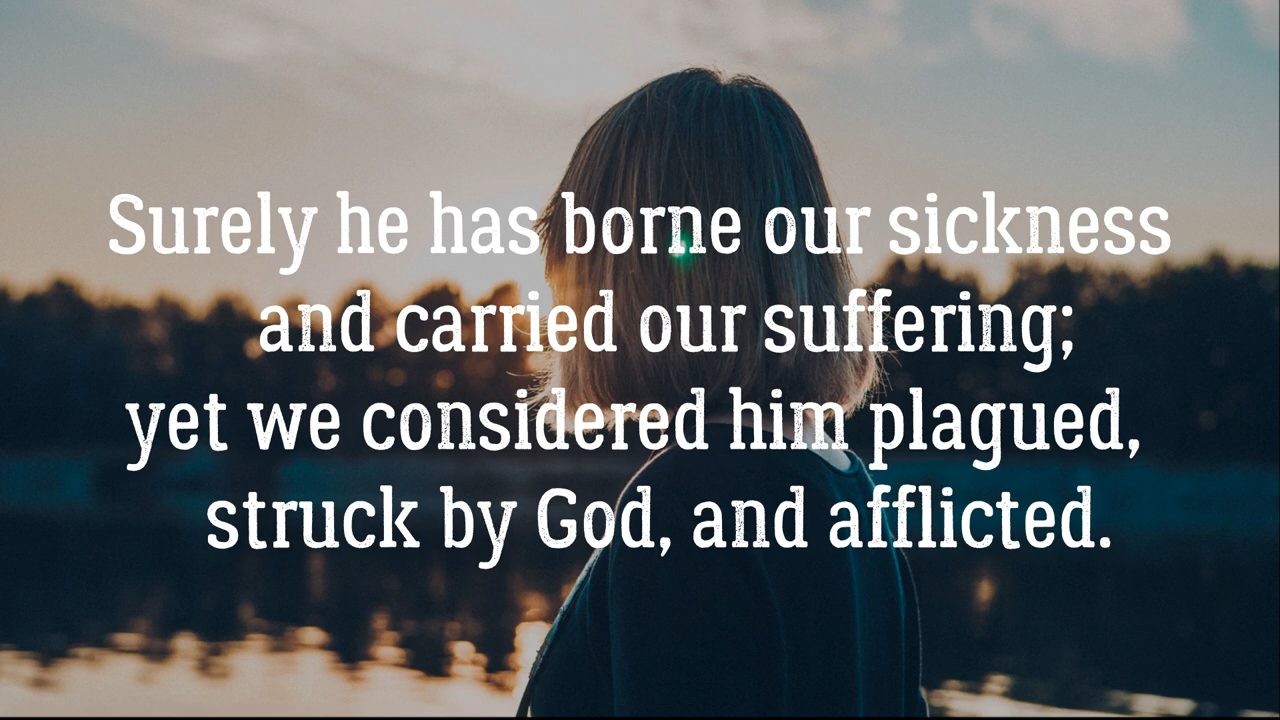 Surely he has borne our sickness
and carried our suffering;
yet we considered him plagued,
struck by God, and afflicted.